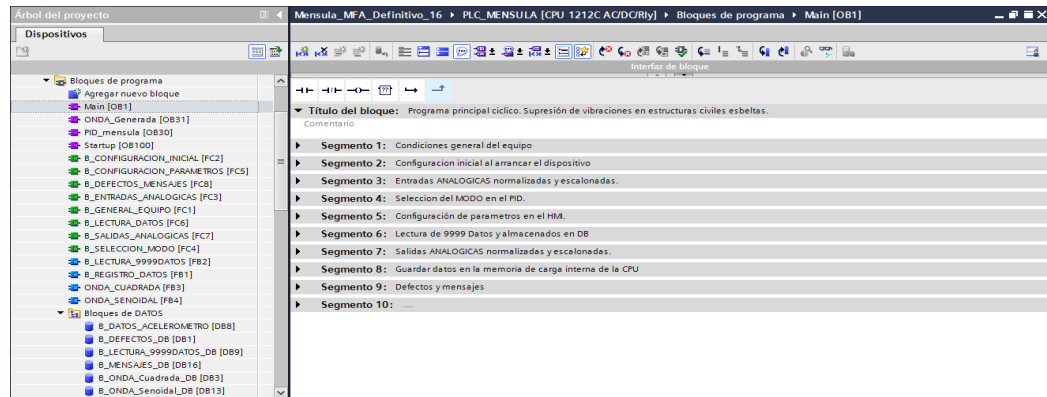 Árbol del proyecto
Dispositivos
Bloques de programa
Agregar nuevo bloque
Main [OB1]
ONDA_Generada [OB31]
PID_mensula [OB30]
Startup [OB100]
B_CONFIGURACION_INICIAL [FC2]
B_CONFIGURACION_PARAMETROS [FC5]
B_DEFECTOS_MENSAJES [FC8]
B_ENTRADAS_ANALOGICAS [FC3]
B_GENERAL_EQUIPO [FC1]
B_LECTURA_DATOS [FC6]
B_SALIDAS_ANALOGICAS [FC7]
B_SELECCION_MODO [FC4]
B_LECTURA_9999DATOS [FB2]
B_REGISTRO_DATOS [FB1]
ONDA_CUADRADA [FB3]
ONDA_SENOIDAL [FB4]
Bloques de DATOS
B_DATOS_ACELEROMETRO [DB8]
B_DEFECTOS_DB [DB1]
B_LECTURA_9999DATOS_DB [DB9]
B_MENSAJES_DB [DB16]
B_ONDA_Cuadrada_DB [DB3]
B_ONDA_Senoidal_DB [DB13]
Mensula_MFA_Definitivo_16 ▸ PLC_MENSULA [CPU 1212C AC/DC/Rly] ▸ Bloques de programa ▸ Main [OB1]
Interfaz de bloque
Título del bloque: Programa principal ciclico. Supresión de vibraciones en estructuras civiles esbeltas.
Comentario
Segmento 1: Condiciones general del equipo
Segmento 2: Configuracion inicial al arrancar el dispositivo
Segmento 3: Entradas ANALOGICAS normalizadas y escalonadas.
Segmento 4: Seleccion del MODO en el PID.
Segmento 5: Configuración de parametros en el HMI.
Segmento 6: Lectura de 9999 Datos y almacenados en DB
Segmento 7: Salidas ANALOGICAS normalizadas y escalonadas.
Segmento 8: Guardar datos en la memoria de carga interna de la CPU
Segmento 9: Defectos y mensajes
Segmento 10: .....